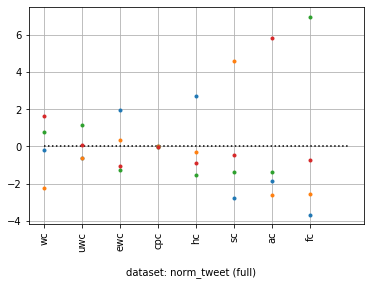 6
4
2
0
−2
−4
wc
uwc
ewc
cpc
hc
sc
ac
fc
dataset: norm_tweet (full)